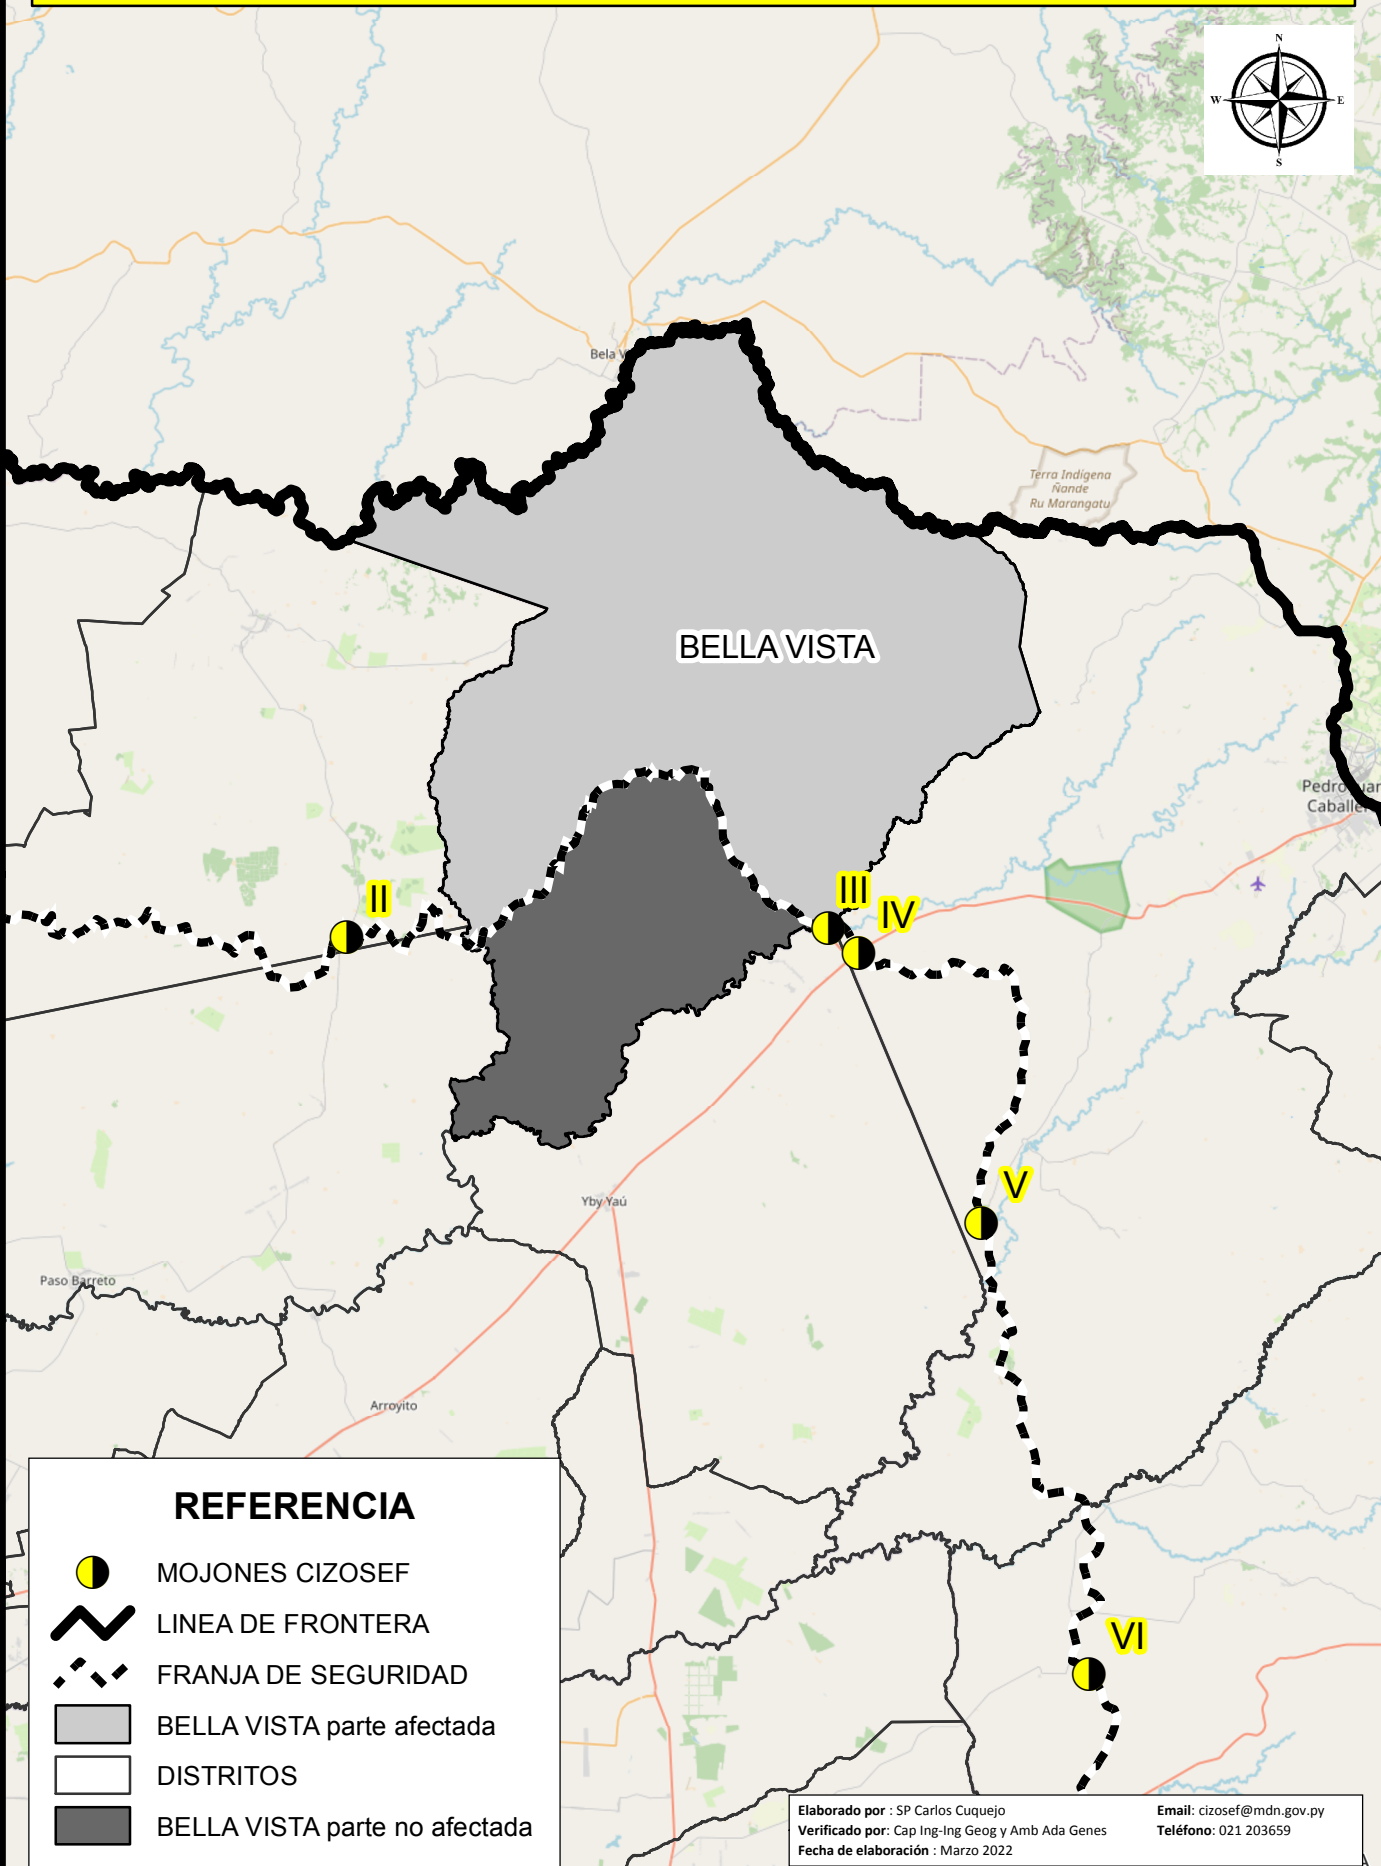 N
W E
S
Bela V
Terra Indígena
Ñande
Ru Marangatu
BELLA VISTA
Pedro Juan
Caballe
II
III
IV
V
Yby Yaú
Paso Barreto
Arroyito
VI
REFERENCIA
MOJONES CIZOSEF
LINEA DE FRONTERA
FRANJA DE SEGURIDAD
BELLA VISTA parte afectada
DISTRITOS
BELLA VISTA parte no afectada
Elaborado por : SP Carlos Cuquejo
Verificado por: Cap Ing-Ing Geog y Amb Ada Genes
Fecha de elaboración : Marzo 2022
Email: cizosef@mdn.gov.py
Teléfono: 021 203659